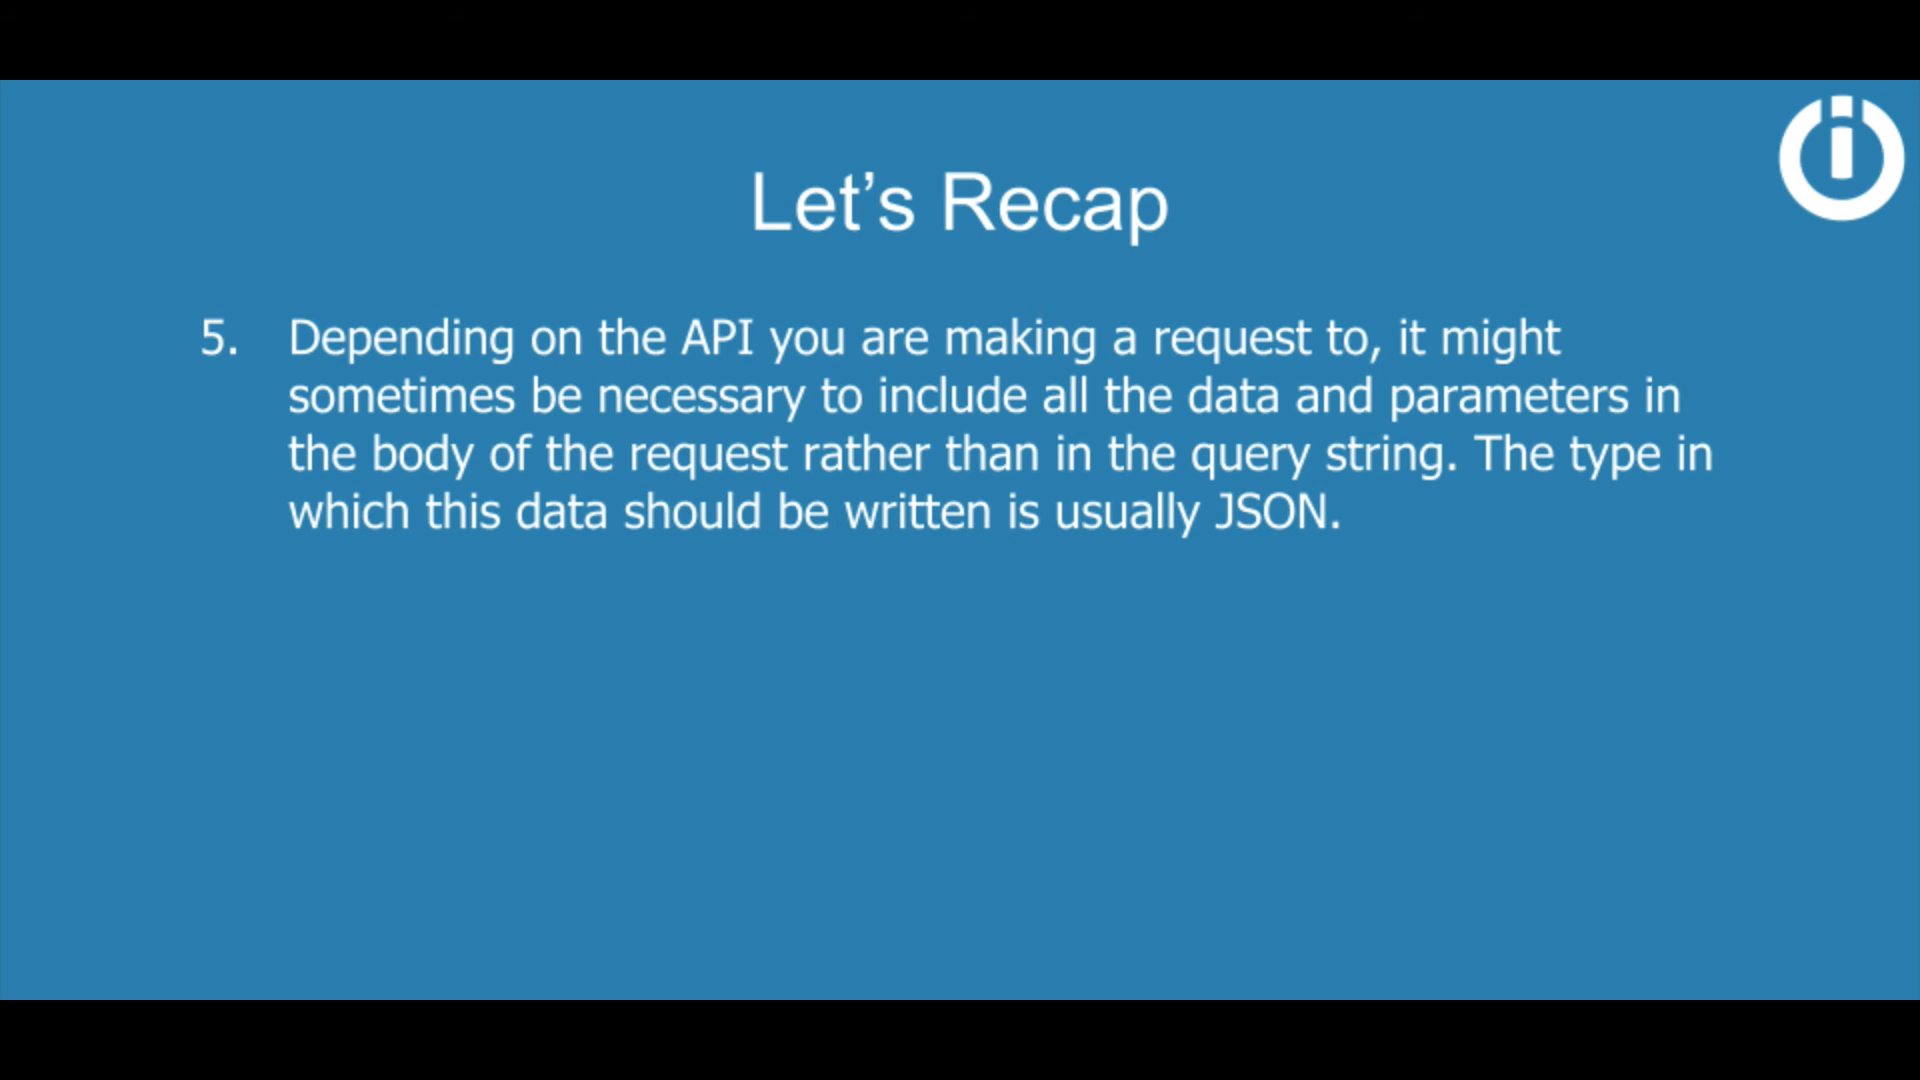 Let’s Recap
5. Depending on the API you are making a request to, it might
sometimes be necessary to include all the data and parameters in
the body of the request rather than in the query string. The type in
which this data should be written is usually JSON.